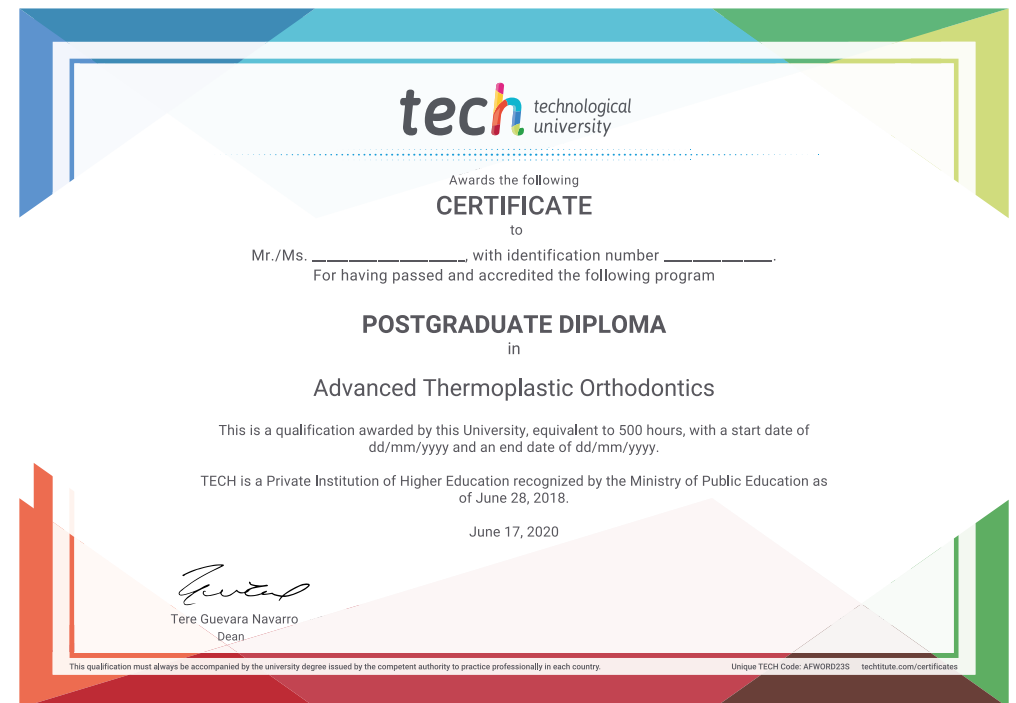 tech technological
university
Awards the following
CERTIFICATE
to
Mr./Ms. ____________________, with identification number ______________.
For having passed and accredited the following program
POSTGRADUATE DIPLOMA
in
Advanced Thermoplastic Orthodontics
This is a qualification awarded by this University, equivalent to 500 hours, with a start date of
dd/mm/yyyy and an end date of dd/mm/yyyy.
TECH is a Private Institution of Higher Education recognized by the Ministry of Public Education as
of June 28, 2018.
June 17, 2020
Tere Guevara Navarro
Dean
This qualification must always be accompanied by the university degree issued by the competent authority to practice professionally in each country.
Unique TECH Code: AFWORD23S techtitute.com/certificates